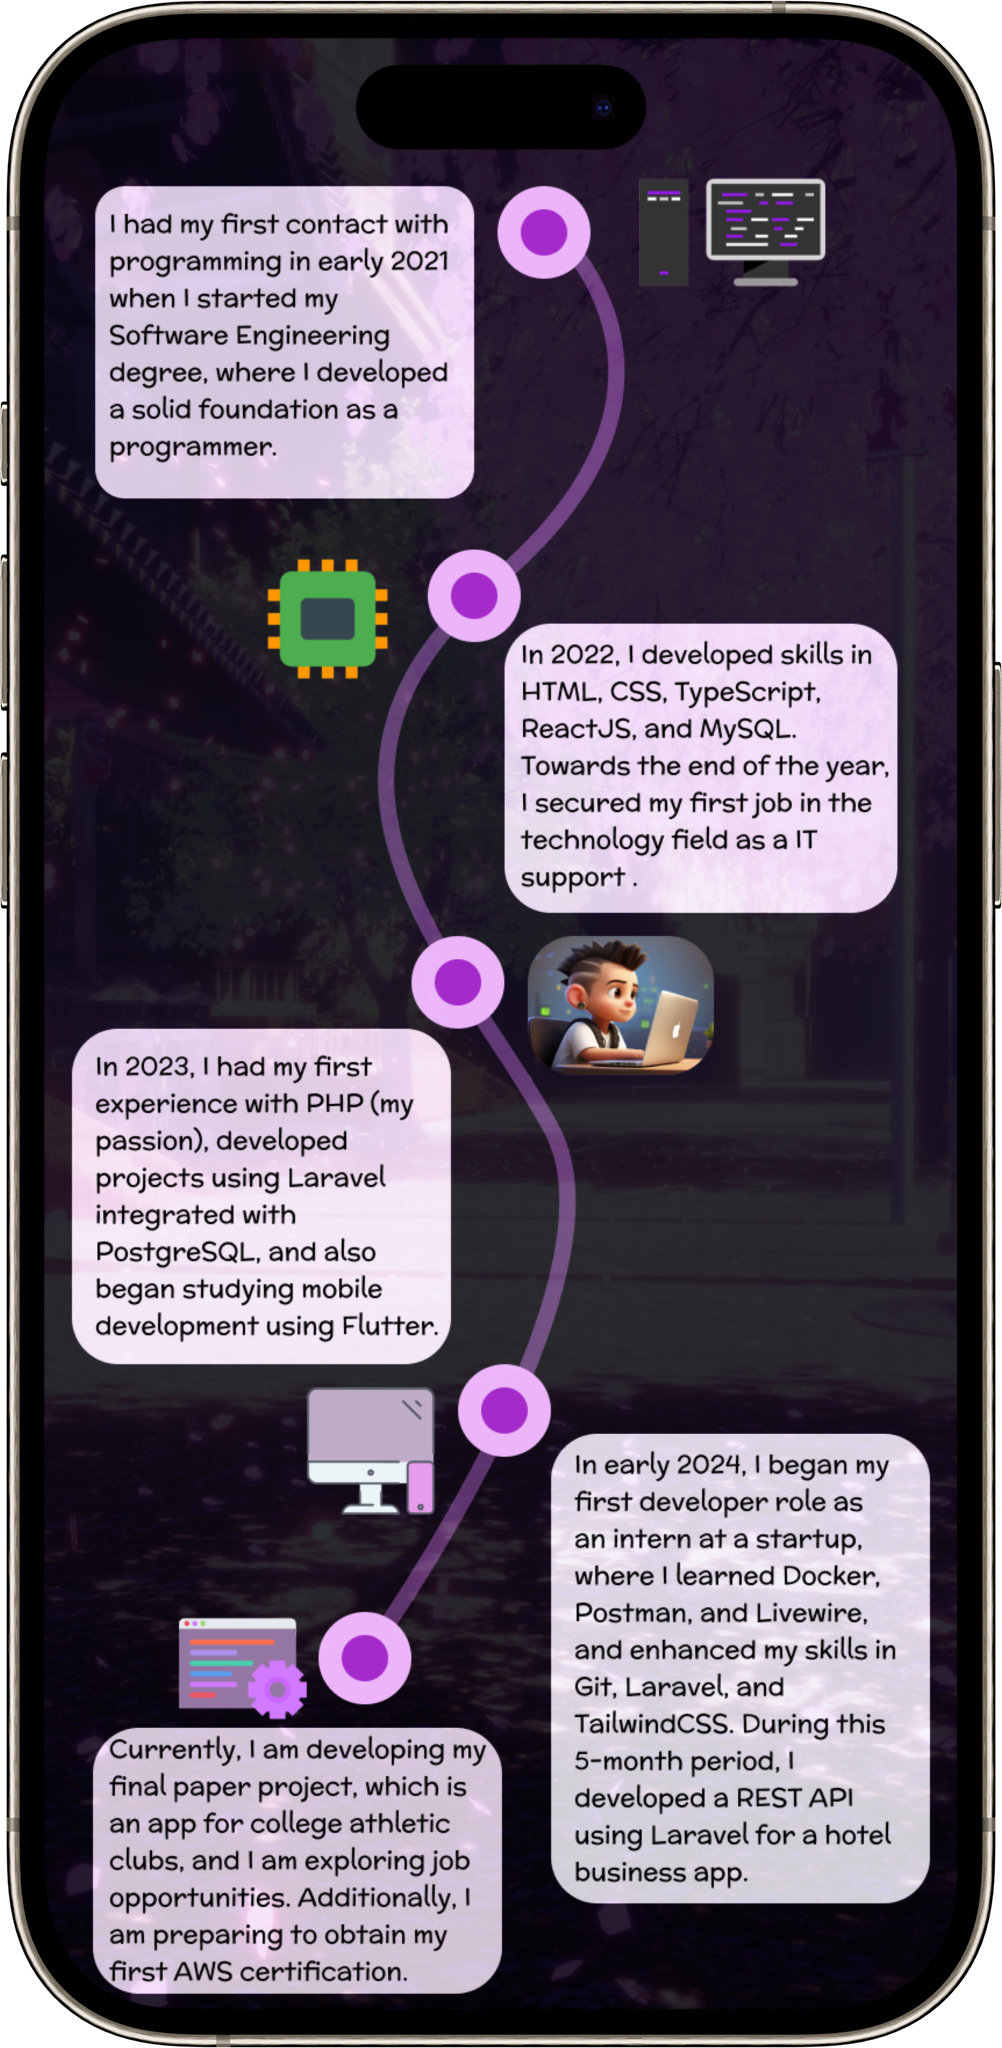 I had my first contact with
programming in early 2021
when I started my
Software Engineering
degree, where I developed
a solid foundation as a
programmer.
In 2022, I developed skills in
HTML, CSS, TypeScript,
ReactJS, and MySQL.
Towards the end of the year,
I secured my first job in the
technology field as a IT
support .
In 2023, I had my first
experience with PHP (my
passion), developed
projects using Laravel
integrated with
PostgreSQL, and also
began studying mobile
development using Flutter.
In early 2024, I began my
first developer role as
an intern at a startup,
where I learned Docker,
Postman, and Livewire,
and enhanced my skills in
Git, Laravel, and
TailwindCSS. During this
5-month period, I
developed a REST API
using Laravel for a hotel
business app.
Currently, I am developing my
final paper project, which is
an app for college athletic
clubs, and I am exploring job
opportunities. Additionally, I
am preparing to obtain my
first AWS certification.